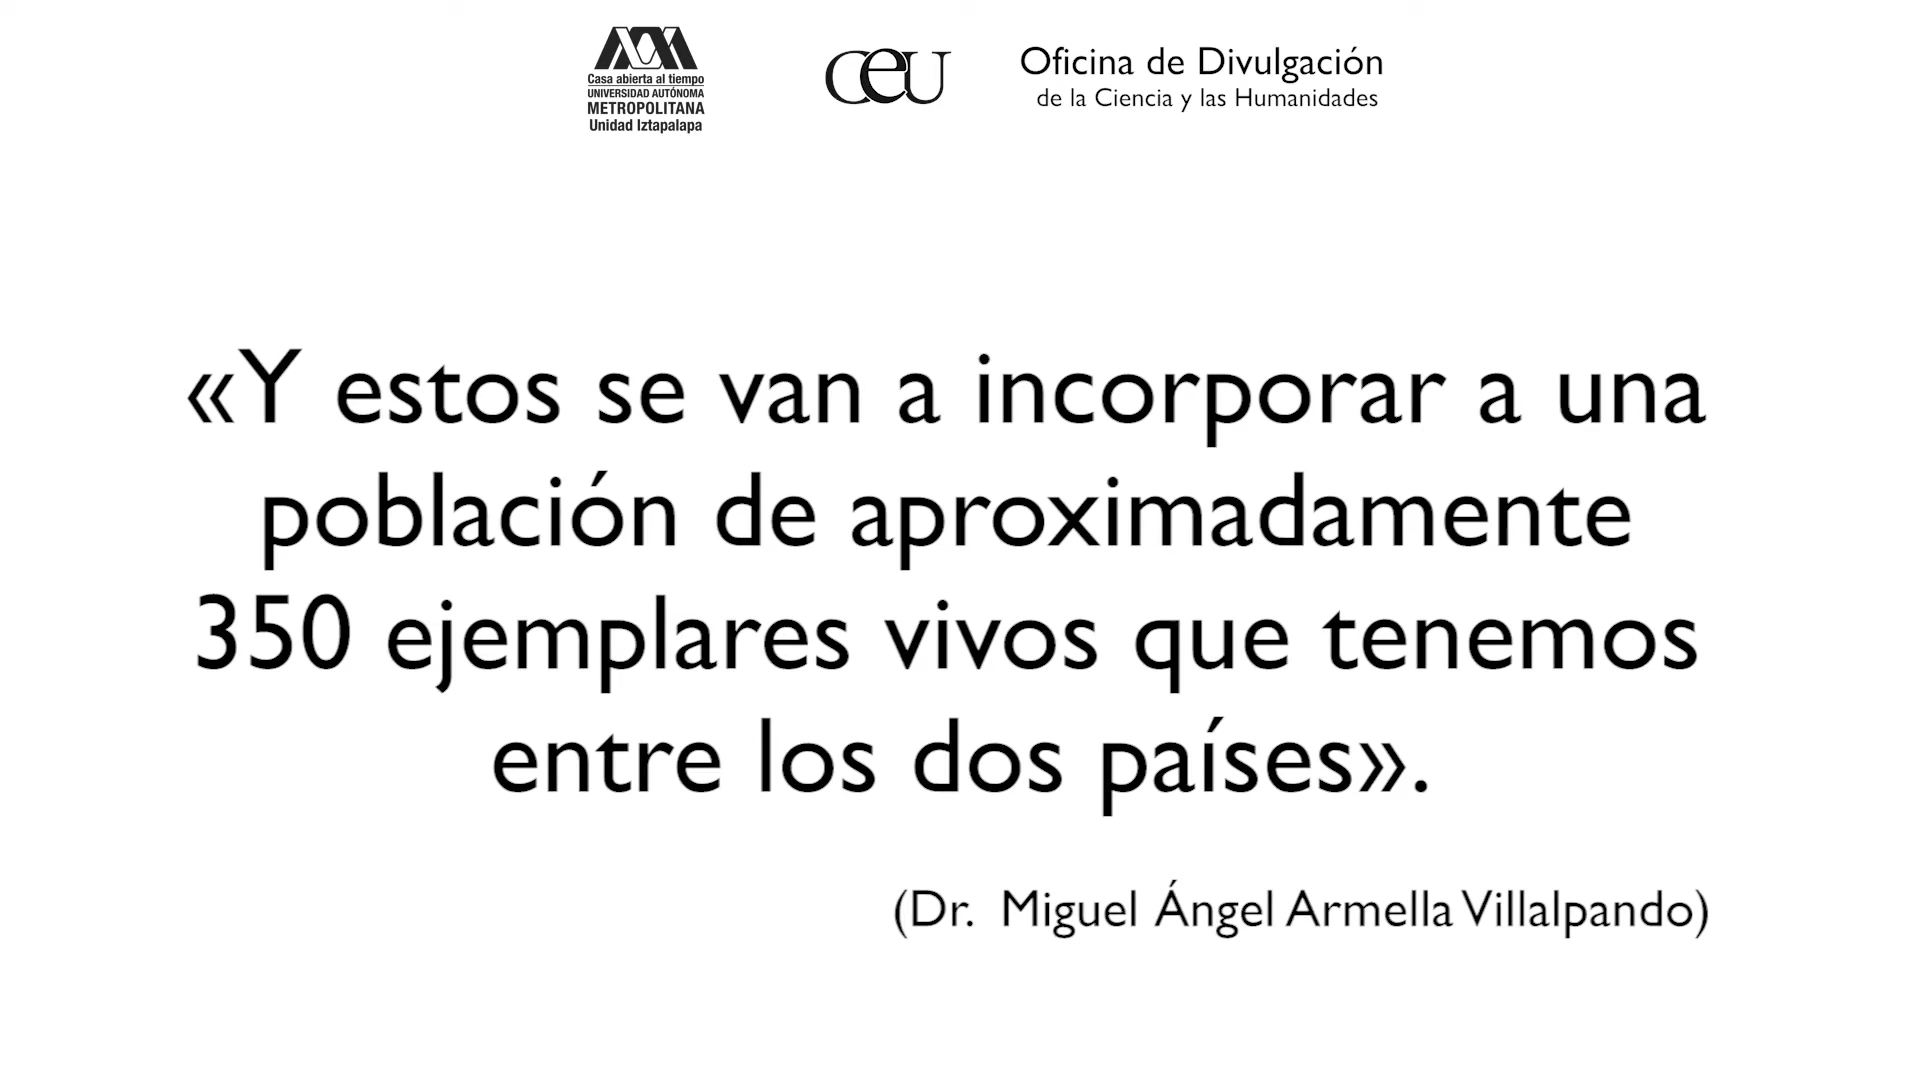 Casa abierta al tiempo
UNIVERSIDAD AUTÓNOMA
METROPOLITANA
Unidad Iztapalapa
ceu
Oficina de Divulgación
de la Ciencia y las Humanidades
«Y estos se van a incorporar a una
población de aproximadamente
350 ejemplares vivos que tenemos
entre los dos países».
(Dr. Miguel Ángel Armella Villalpando)